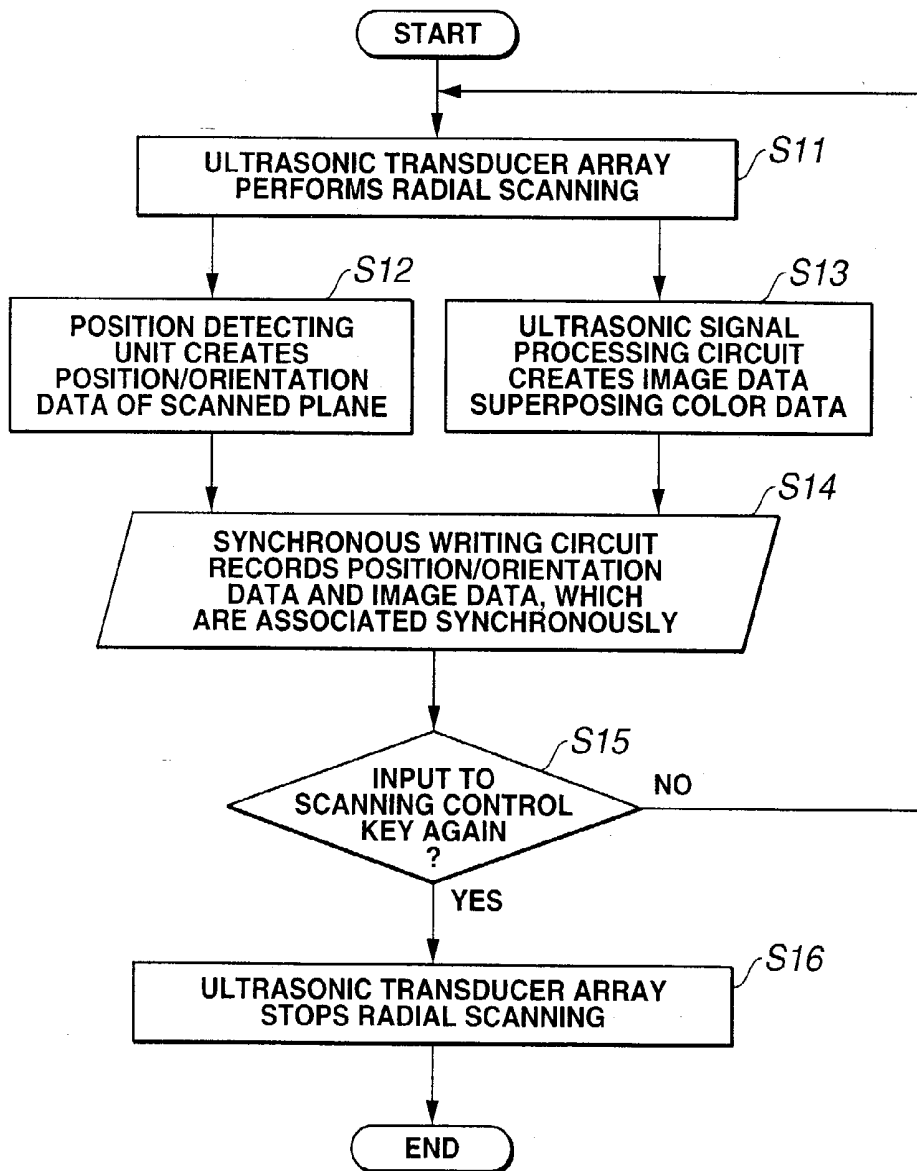 START
S11
ULTRASONIC TRANSDUCER ARRAY
PERFORMS RADIAL SCANNING
S12
POSITION DETECTING
UNIT CREATES
POSITION/ORIENTATION
DATA OF SCANNED PLANE
S13
ULTRASONIC SIGNAL
PROCESSING CIRCUIT
CREATES IMAGE DATA
SUPERPOSING COLOR DATA
S14
SYNCHRONOUS WRITING CIRCUIT
RECORDS POSITION/ORIENTATION
DATA AND IMAGE DATA, WHICH
ARE ASSOCIATED SYNCHRONOUSLY
S15
INPUT TO
SCANNING CONTROL
KEY AGAIN
?
NO
YES
S16
ULTRASONIC TRANSDUCER ARRAY
STOPS RADIAL SCANNING
END